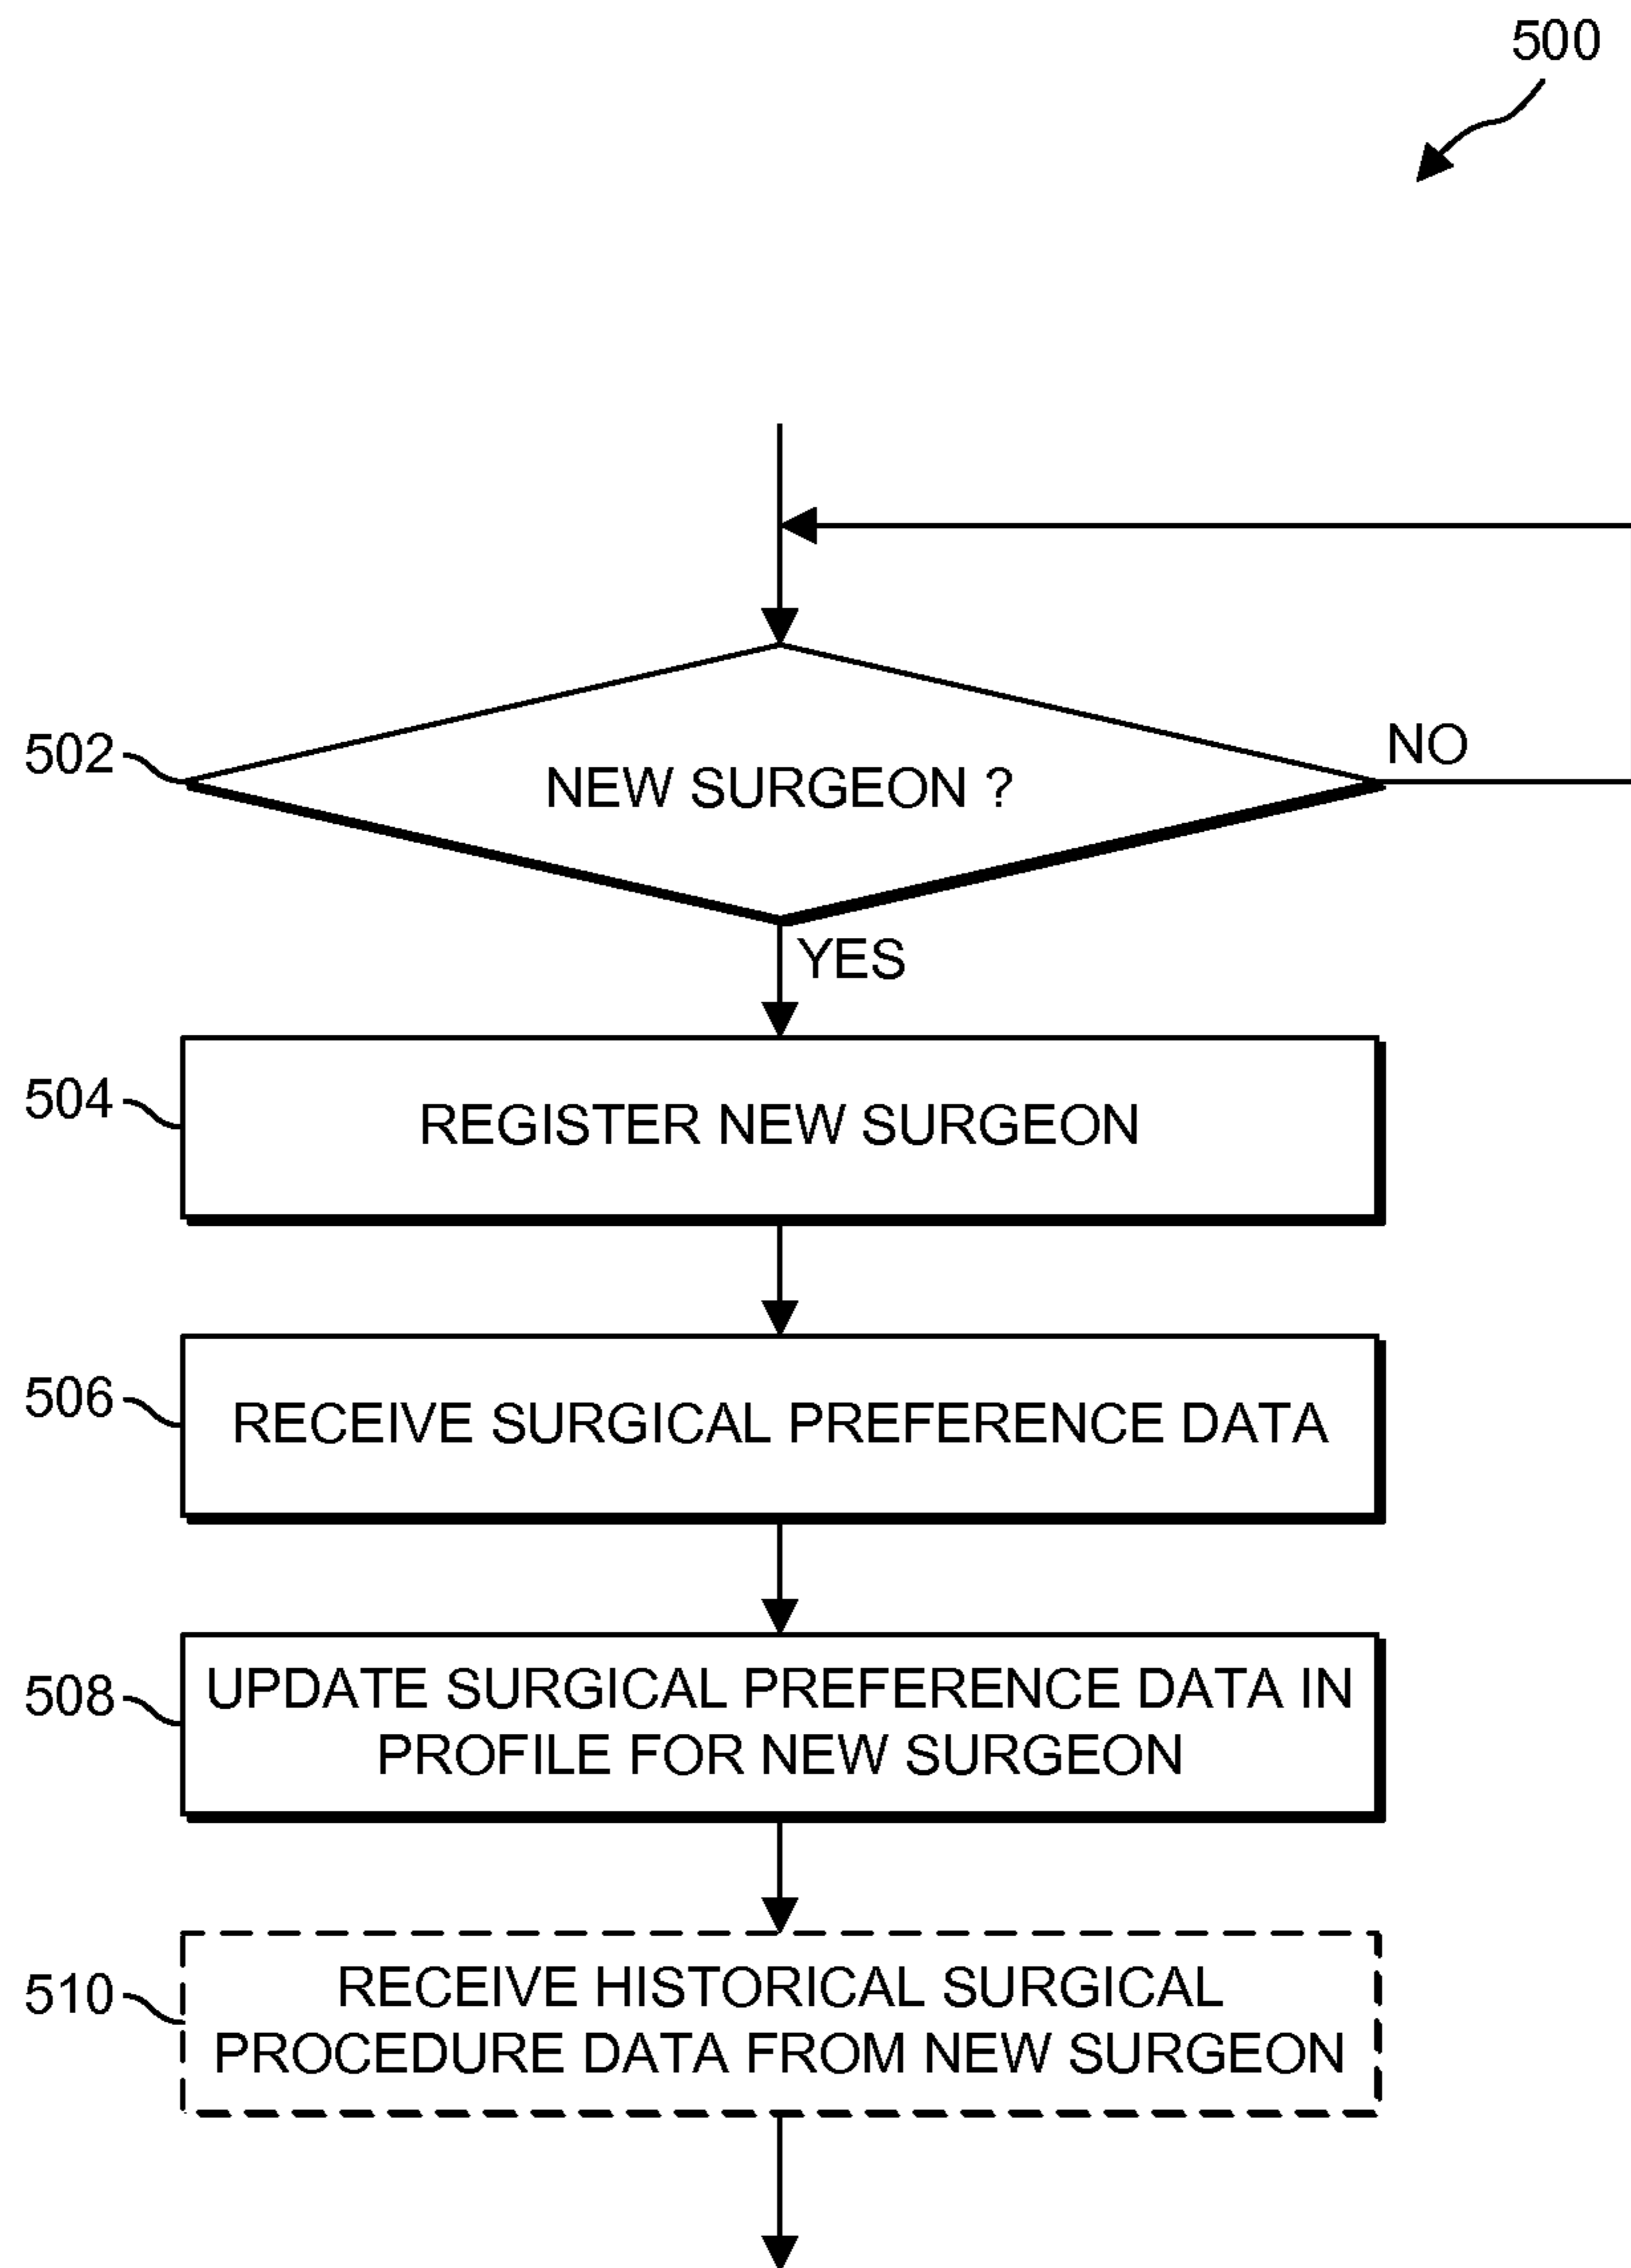 500
502
NEW SURGEON ?
NO
YES
504
REGISTER NEW SURGEON
506
RECEIVE SURGICAL PREFERENCE DATA
508
UPDATE SURGICAL PREFERENCE DATA IN
PROFILE FOR NEW SURGEON
510
RECEIVE HISTORICAL SURGICAL
PROCEDURE DATA FROM NEW SURGEON